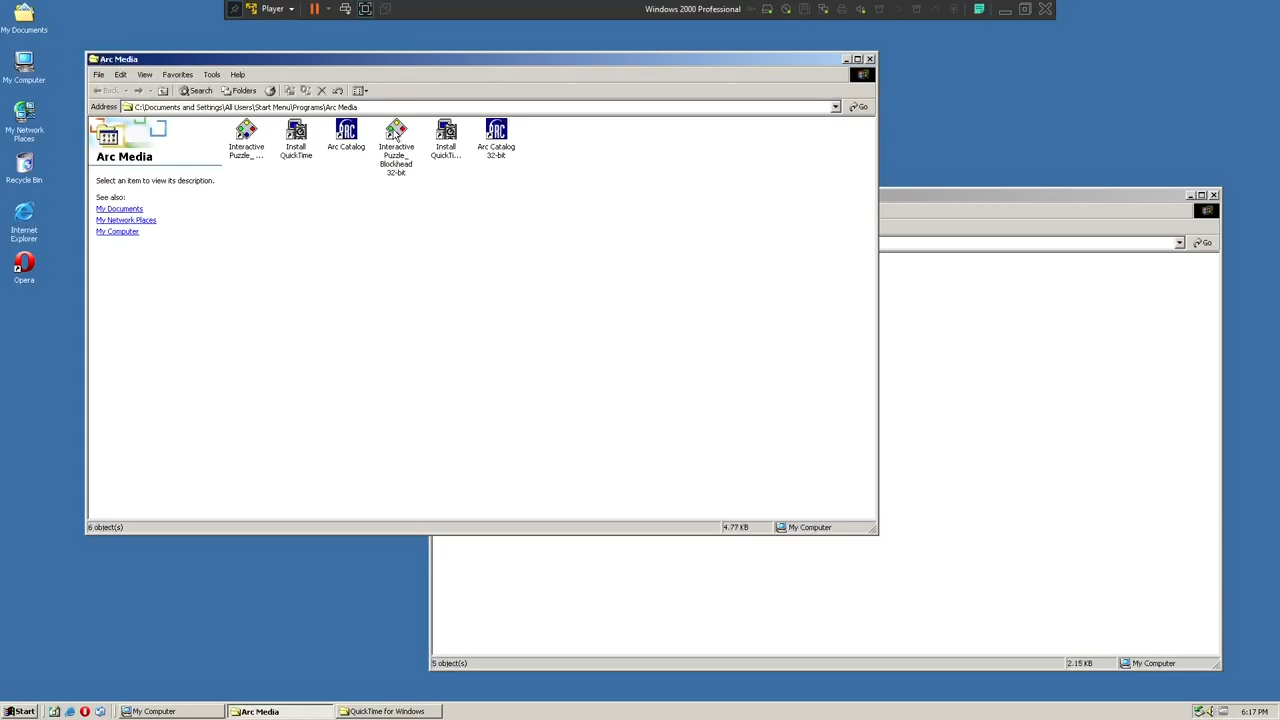 Player
Windows 2000 Professional
My Documents
My Computer
My Network
Places
Recycle Bin
Internet
Explorer
Opera
Arc Media
File Edit View Favorites Tools Help
Back
Search
Folders
Address C:\Documents and Settings\All Users\Start Menu\Programs\Arc Media
Go
Arc Media
Select an item to view its description.
See also:
My Documents
My Network Places
My Computer
Interactive
Puzzle_ ...
Install
QuickTime
ARC
Arc Catalog
Interactive
Puzzle_
Blockhead
32-bit
Install
QuickTi...
ARC
Arc Catalog
32-bit
6 object(s)
4.77 KB
My Computer
Go
5 object(s)
2.15 KB
My Computer
Start
My Computer
Arc Media
QuickTime for Windows
6:17 PM